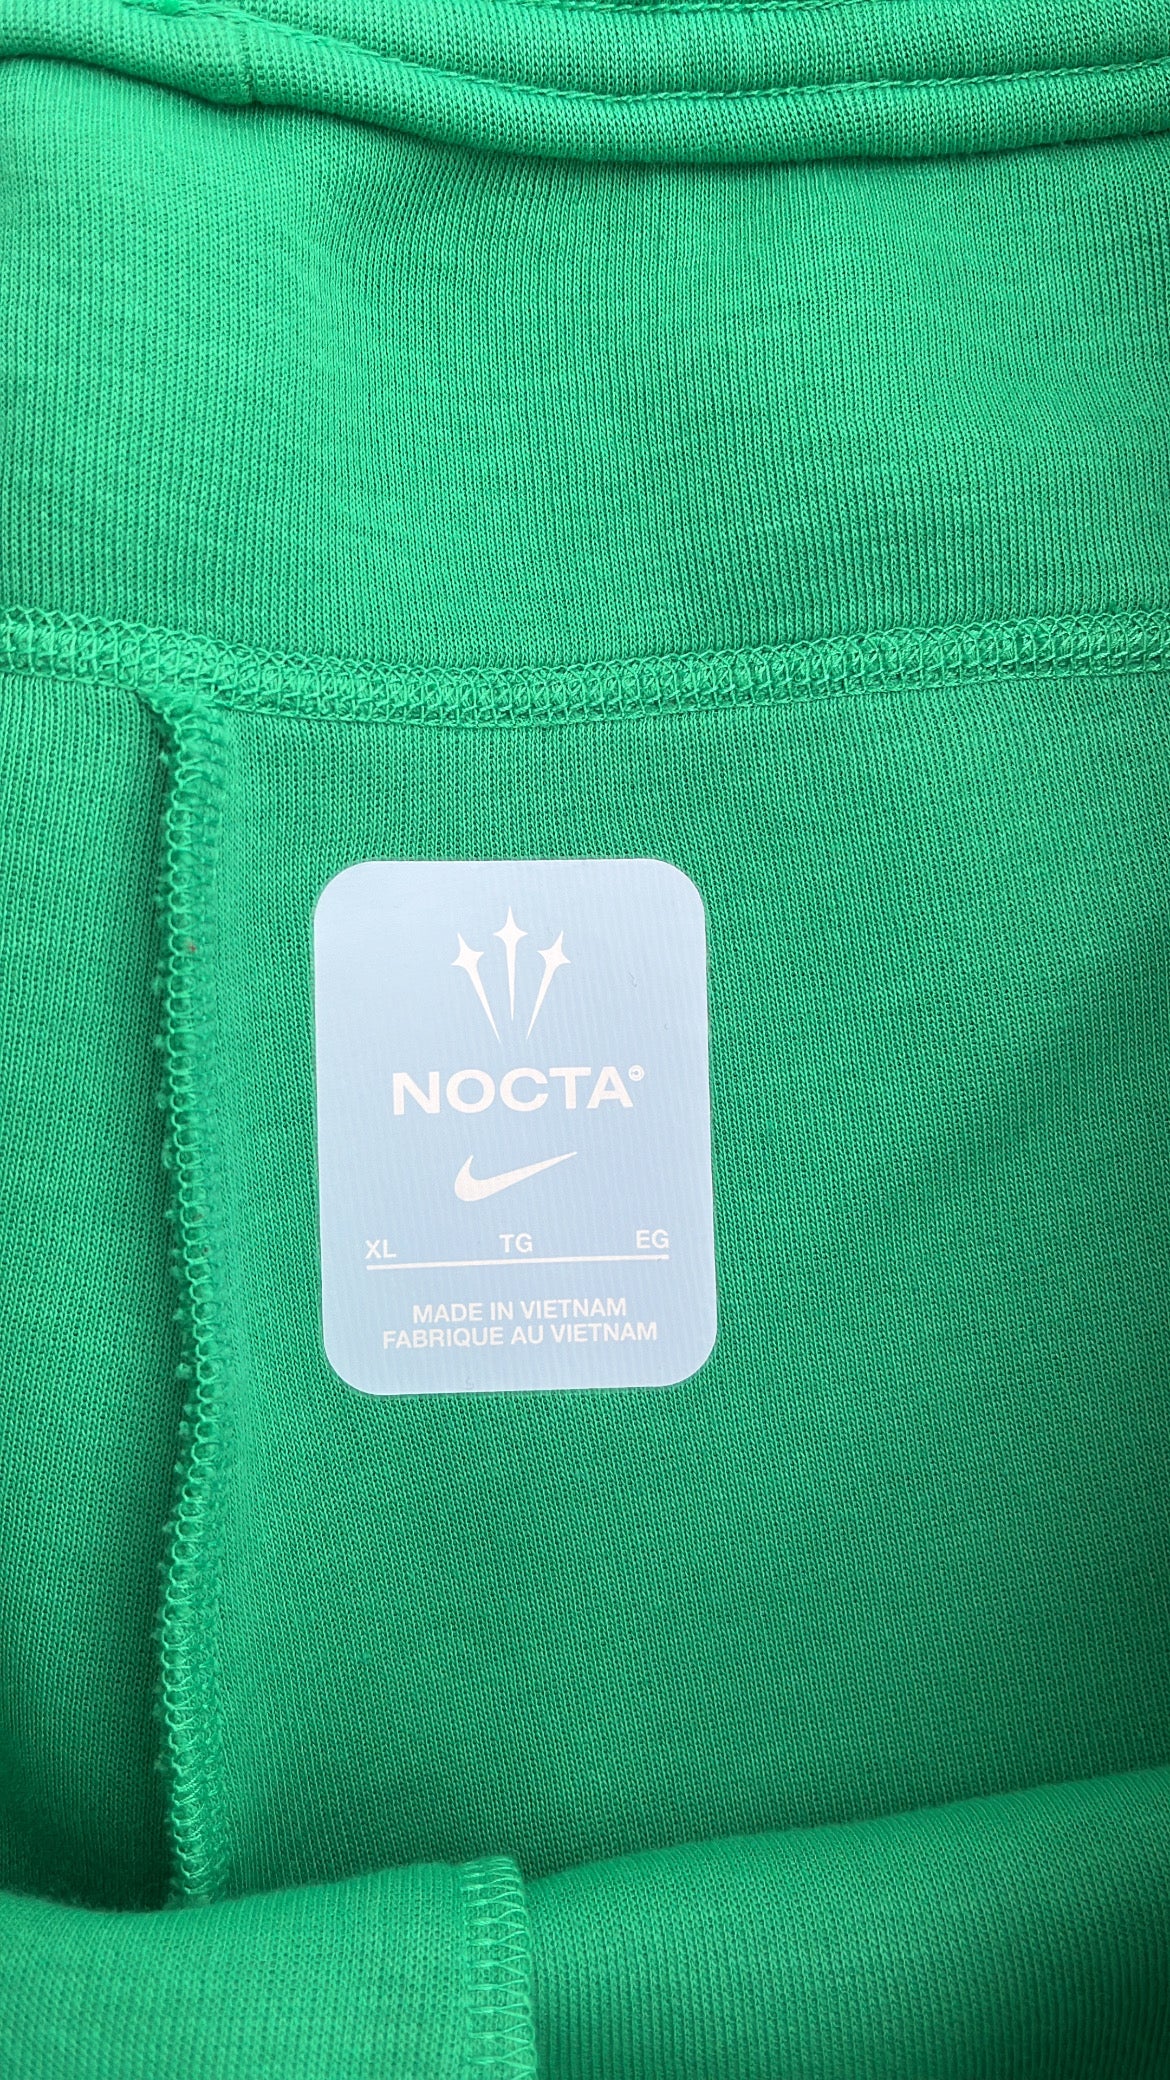 NOCTA
XL TG EG
MADE IN VIETNAM
FABRIQUE AU VIETNAM